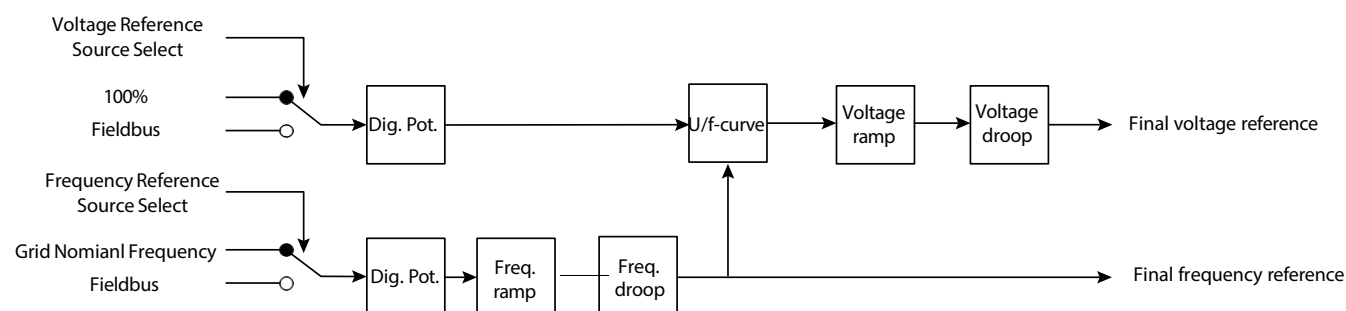 Voltage Reference
Source Select
100%
Fieldbus
Dig. Pot.
U/f-curve
Voltage
ramp
Voltage
droop
Final voltage reference
Frequency Reference
Source Select
Grid Nomianl Frequency
Fieldbus
Dig. Pot.
Freq.
ramp
Freq.
droop
Final frequency reference